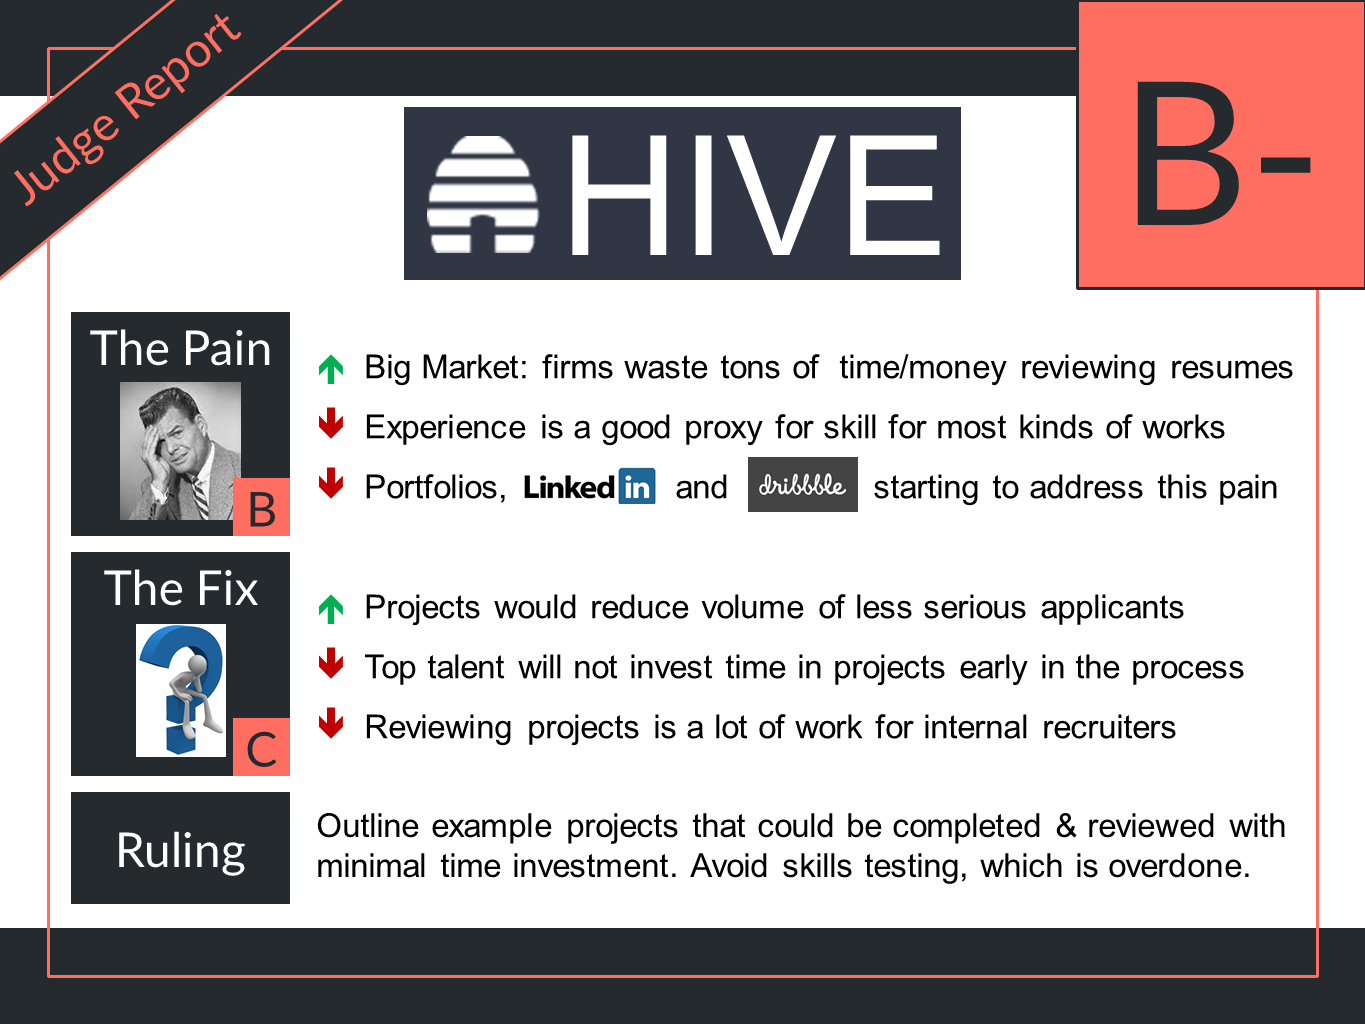 Judge Report
B-
HIVE
The Pain
B
Big Market: firms waste tons of time/money reviewing resumes
Experience is a good proxy for skill for most kinds of works
Portfolios, Linked in and dribbble starting to address this pain
The Fix
C
Projects would reduce volume of less serious applicants
Top talent will not invest time in projects early in the process
Reviewing projects is a lot of work for internal recruiters
Ruling
Outline example projects that could be completed & reviewed with
minimal time investment. Avoid skills testing, which is overdone.